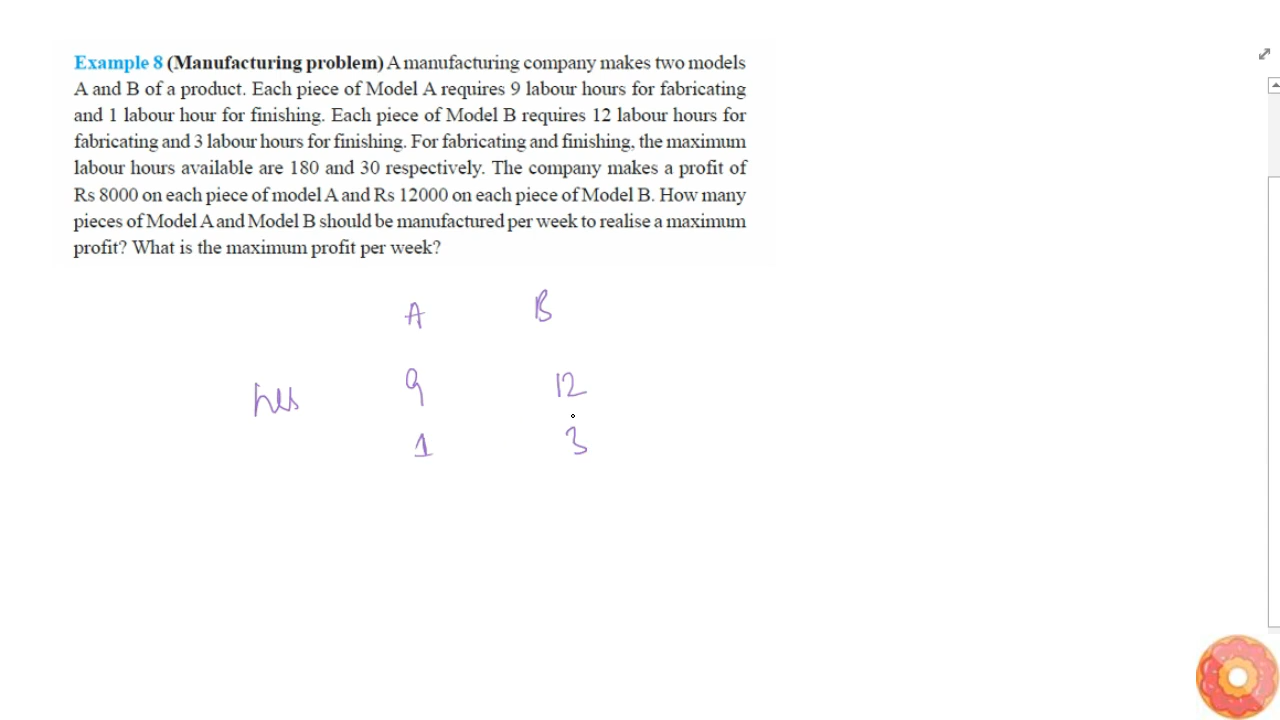 Example 8 (Manufacturing problem) A manufacturing company makes two models
A and B of a product. Each piece of Model A requires 9 labour hours for fabricating
and 1 labour hour for finishing. Each piece of Model B requires 12 labour hours for
fabricating and 3 labour hours for finishing. For fabricating and finishing, the maximum
labour hours available are 180 and 30 respectively. The company makes a profit of
Rs 8000 on each piece of model A and Rs 12000 on each piece of Model B. How many
pieces of Model A and Model B should be manufactured per week to realise a maximum
profit? What is the maximum profit per week?
A B
hrs 9 12
1 3